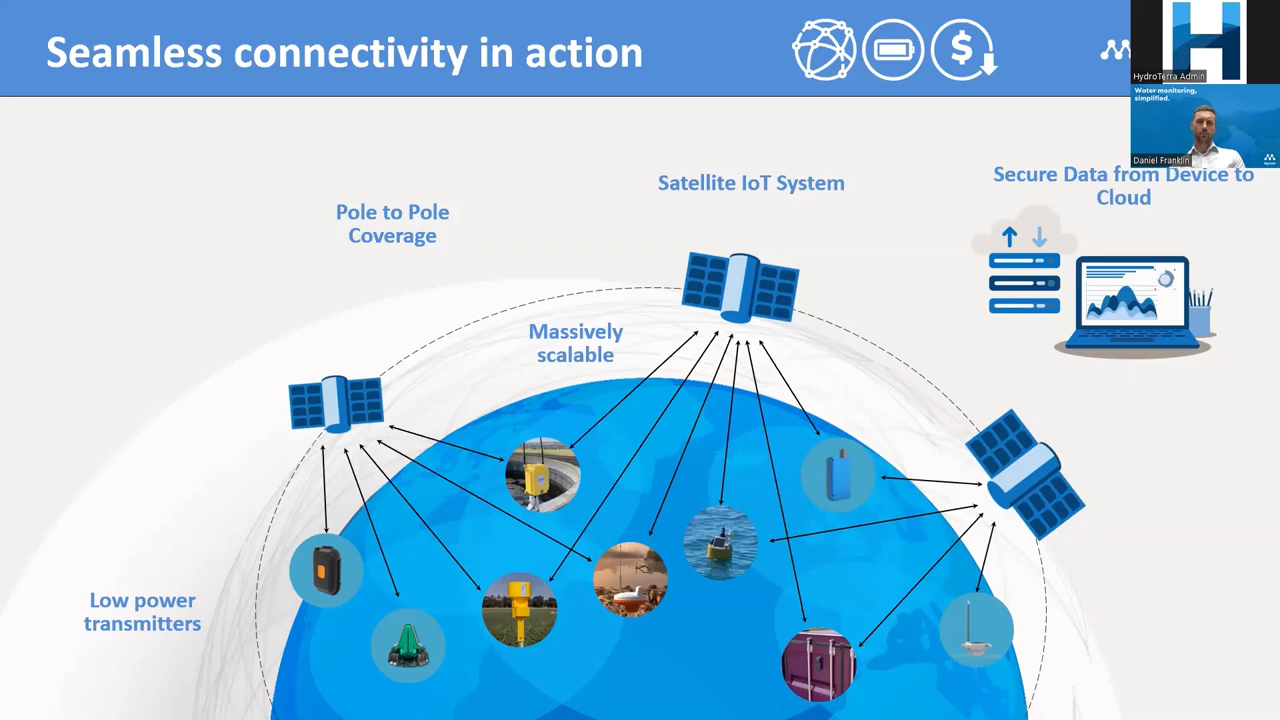 Seamless connectivity in action
HydroTerra Admin
Water monitoring,
simplified.
Daniel Franklin
Satellite IoT System
Secure Data from Device to
Cloud
Pole to Pole
Coverage
Massively
scalable
Low power
transmitters